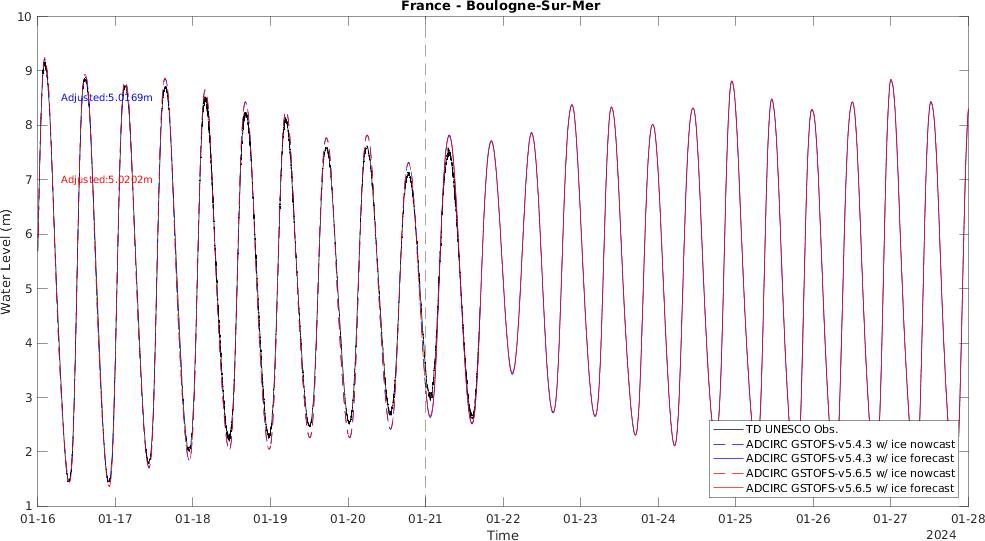 France - Boulogne-Sur-Mer
10
9
8
7
6
5
4
3
2
1
Water Level (m)
Adjusted:5.0169m
Adjusted:5.0202m
01-16 01-17 01-18 01-19 01-20 01-21 01-22 01-23 01-24 01-25 01-26 01-27 01-28
Time
2024
TD UNESCO Obs.
ADCIRC GSTOFS-v5.4.3 w/ ice nowcast
ADCIRC GSTOFS-v5.4.3 w/ ice forecast
ADCIRC GSTOFS-v5.6.5 w/ ice nowcast
ADCIRC GSTOFS-v5.6.5 w/ ice forecast